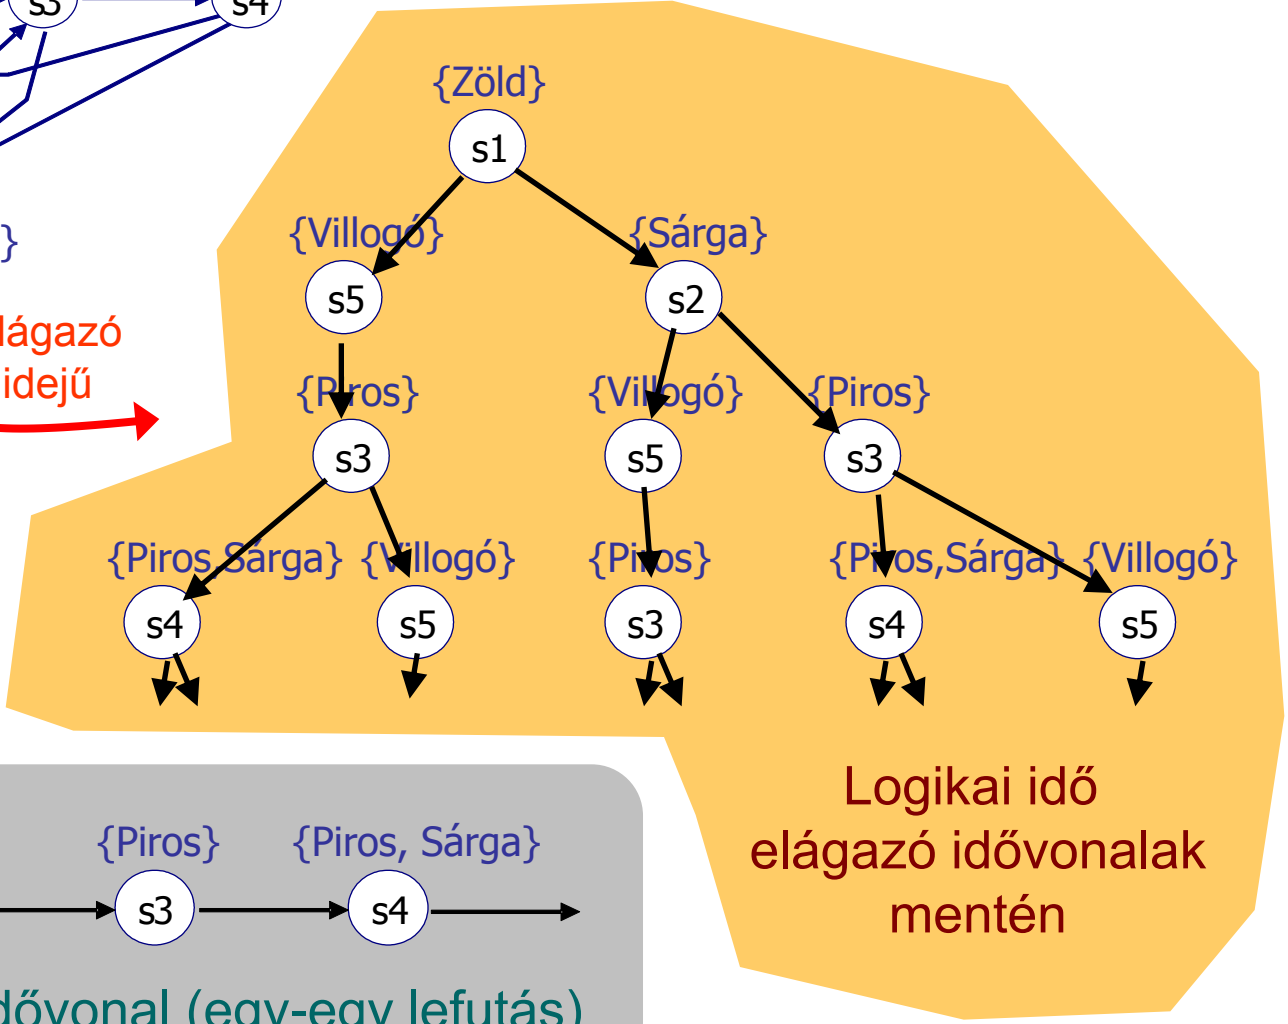 s3 s4
{Zöld}
s1
}
{Villogó} {Sárga}
s5 s2
idejű
{Piros} {Villogó} {Piros}
s3 s5 s3
{Piros,Sárga} {Villogó} {Piros} {Piros,Sárga} {Villogó}
s4 s5 s3 s4 s5
Logikai idő
elágazó idővonalak
mentén
{Piros} {Piros, Sárga}
s3 s4
(egy-egy lefutás)